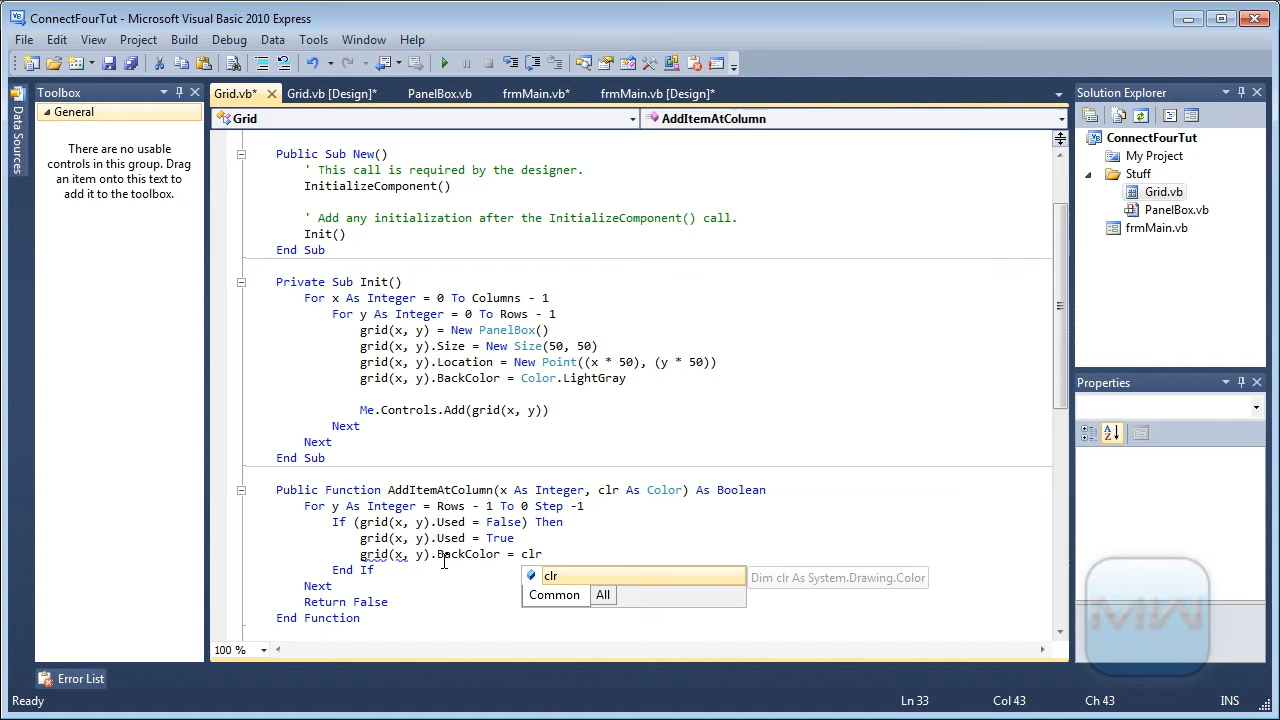 ConnectFourTut - Microsoft Visual Basic 2010 Express
File Edit View Project Build Debug Data Tools Window Help
Toolbox
Grid.vb* Grid.vb [Design]* PanelBox.vb frmMain.vb* frmMain.vb [Design]*
Solution Explorer
Data Sources
General
There are no usable
controls in this group. Drag
an item onto this text to
add it to the toolbox.
Grid AddItemAtColumn
Public Sub New()
' This call is required by the designer.
InitializeComponent()
' Add any initialization after the InitializeComponent() call.
Init()
End Sub
Private Sub Init()
For x As Integer = 0 To Columns - 1
For y As Integer = 0 To Rows - 1
grid(x, y) = New PanelBox()
grid(x, y).Size = New Size(50, 50)
grid(x, y).Location = New Point((x * 50), (y * 50))
grid(x, y).BackColor = Color.LightGray
Me.Controls.Add(grid(x, y))
Next
Next
End Sub
Public Function AddItemAtColumn(x As Integer, clr As Color) As Boolean
For y As Integer = Rows - 1 To 0 Step -1
If (grid(x, y).Used = False) Then
grid(x, y).Used = True
grid(x, y).BackColor = clr
End If
Next
Return False
End Function
clr
Dim clr As System.Drawing.Color
Common All
100 %
ConnectFourTut
My Project
Stuff
Grid.vb
PanelBox.vb
frmMain.vb
Properties
MW
Error List
Ready Ln 33 Col 43 Ch 43 INS